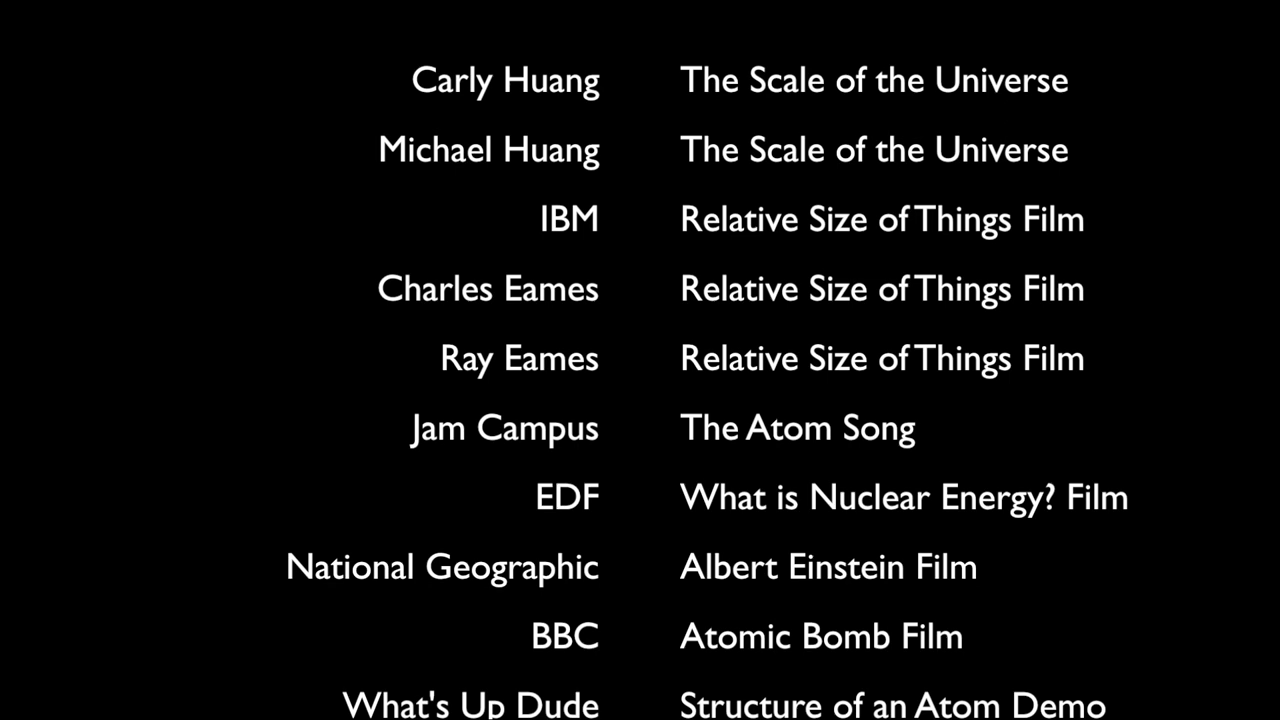 Carly Huang The Scale of the Universe
Michael Huang The Scale of the Universe
IBM Relative Size of Things Film
Charles Eames Relative Size of Things Film
Ray Eames Relative Size of Things Film
Jam Campus The Atom Song
EDF What is Nuclear Energy? Film
National Geographic Albert Einstein Film
BBC Atomic Bomb Film
What's Up Dude Structure of an Atom Demo